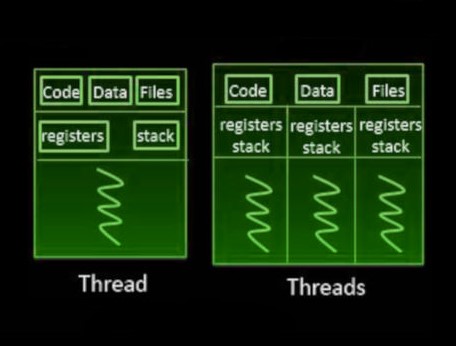 Code Data Files
registers stack
Thread
Code Data Files
registers registers registers
stack stack stack
Threads